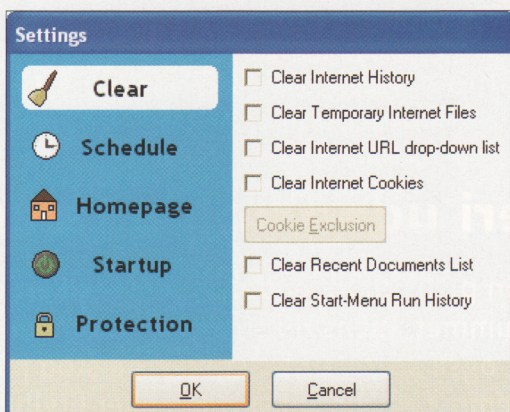 Settings
Clear
Schedule
Homepage
Startup
Protection
Clear Internet History
Clear Temporary Internet Files
Clear Internet URL drop-down list
Clear Internet Cookies
Cookie Exclusion
Clear Recent Documents List
Clear Start-Menu Run History
OK
Cancel